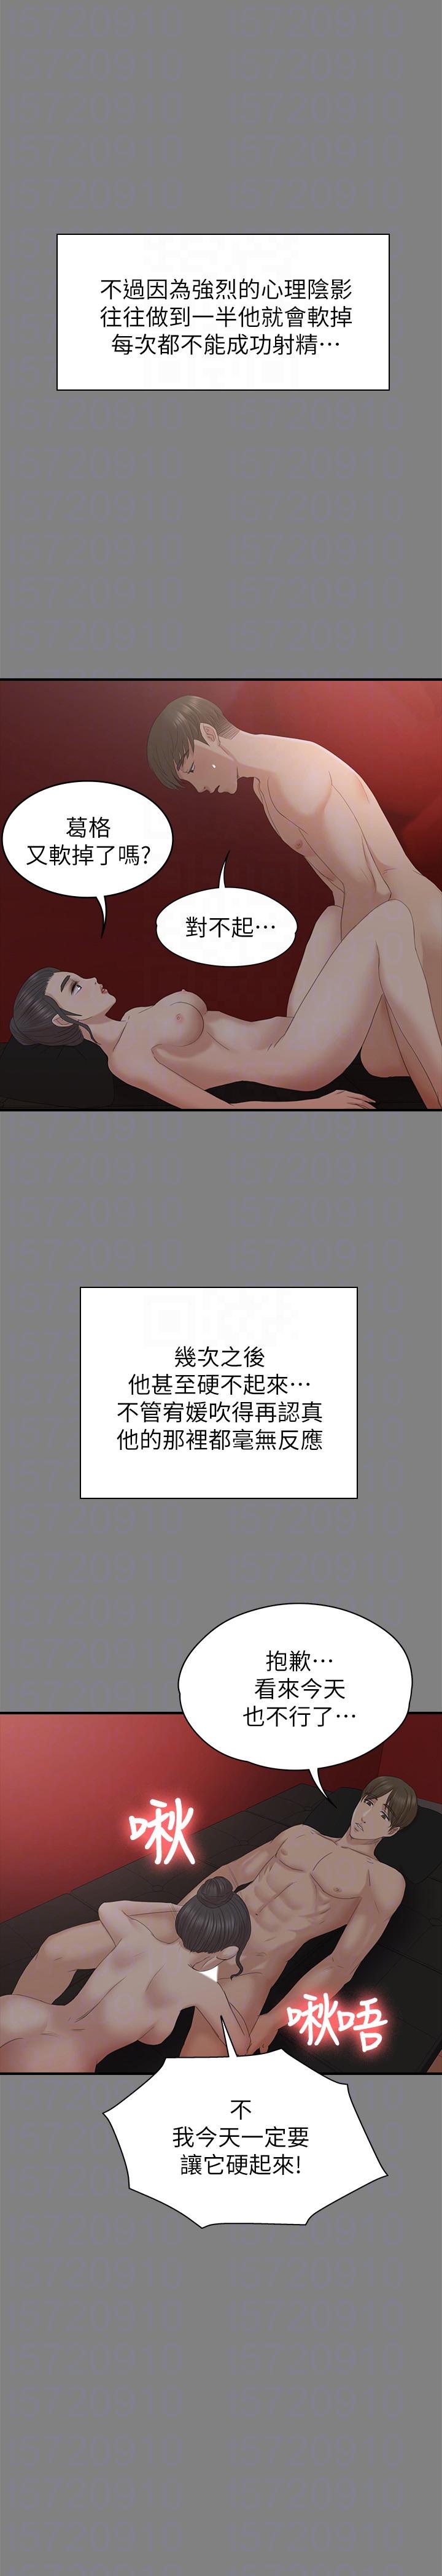 不過因為強烈的心理陰影
往往做到一半他就會軟掉
每次都不能成功射精…
葛格
又軟掉了嗎?
對不起…
幾次之後
他甚至硬不起來…
不管宥媛吹得再認真
他的那裡都毫無反應
抱歉…
看來今天
也不行了…
啾
啾唔
不
我今天一定要
讓它硬起來!
15720910